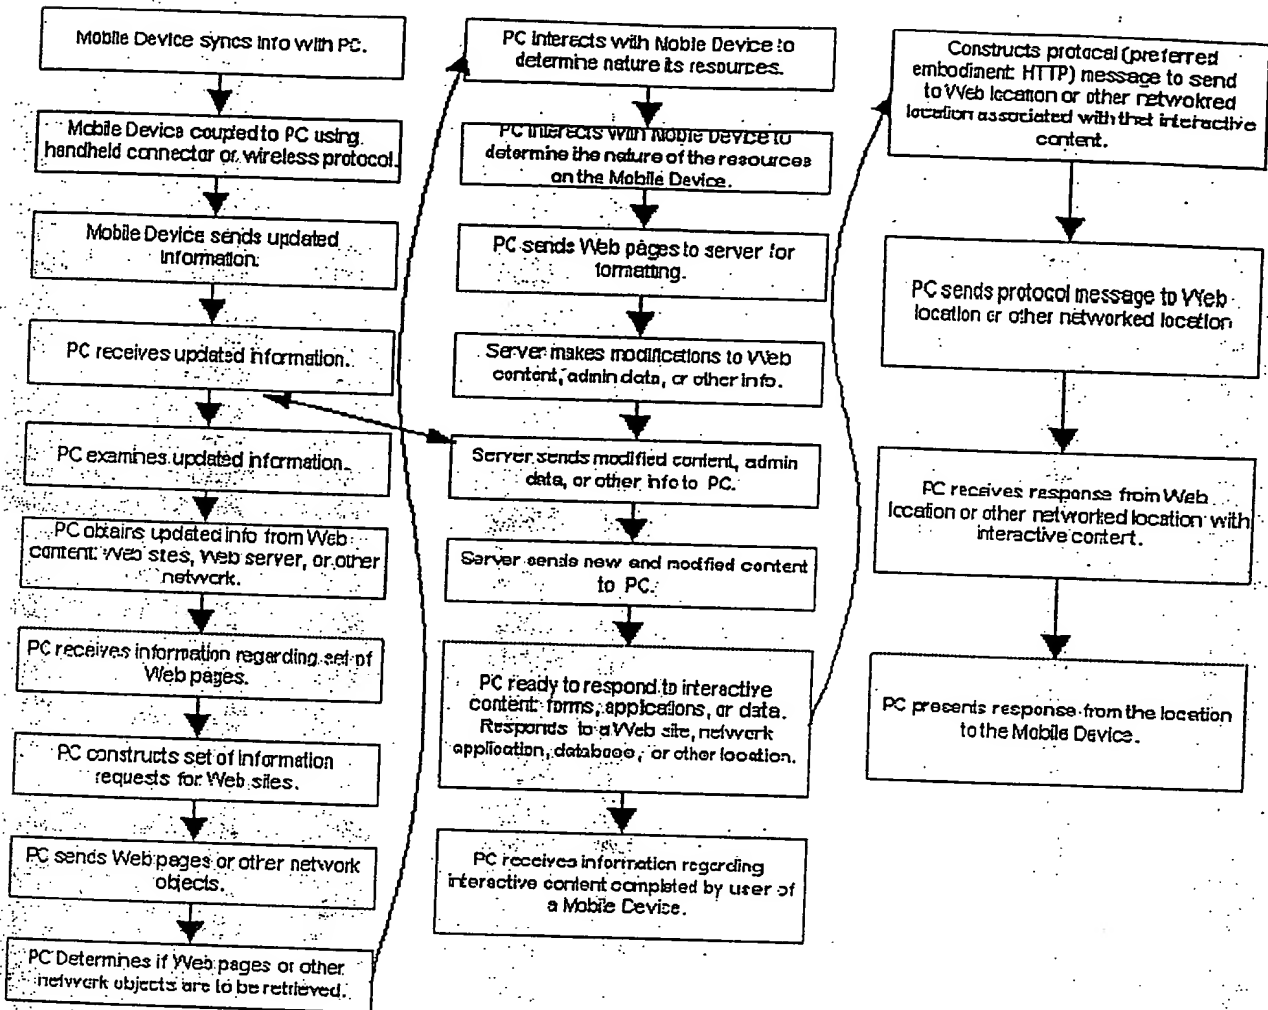 Mobile Device syncs info with PC.
Mobile Device coupled to PC using
handheld connector or wireless protocol.
Mobile Device sends updated
Information.
PC receives updated information.
PC examines updated information.
PC obtains updated info from Web
content: Web sites, Web server, or other
network.
PC receives information regarding set of
Web pages.
PC constructs set of information
requests for Web sites.
PC sends Web pages or other network
objects.
PC Determines if Web pages or other
network objects are to be retrieved.
PC Interacts with Moble Device to
determine nature its resources.
PC Interacts with Moble Device to
determine the nature of the resources
on the Mobile Device.
PC sends Web pages to server for
formatting.
Server makes modifications to Web
content, admin data, or other info.
Server sends modified content, admin
data, or other info to PC.
Server sends new and modified content
to PC.
PC ready to respond to interactive
content: forms, applications, or data.
Responds to a Web site, network
application, database, or other location.
PC receives information regarding
interactive content completed by user of
a Mobile Device.
Constructs protocal (preferred
embodiment: HTTP) message to send
to Web location or other netwokred
location associated with that interactive
content.
PC sends protocol message to Web
location or other networked location
PC receives response from Web
location or other networked location with
interactive content.
PC presents response from the location
to the Mobile Device.